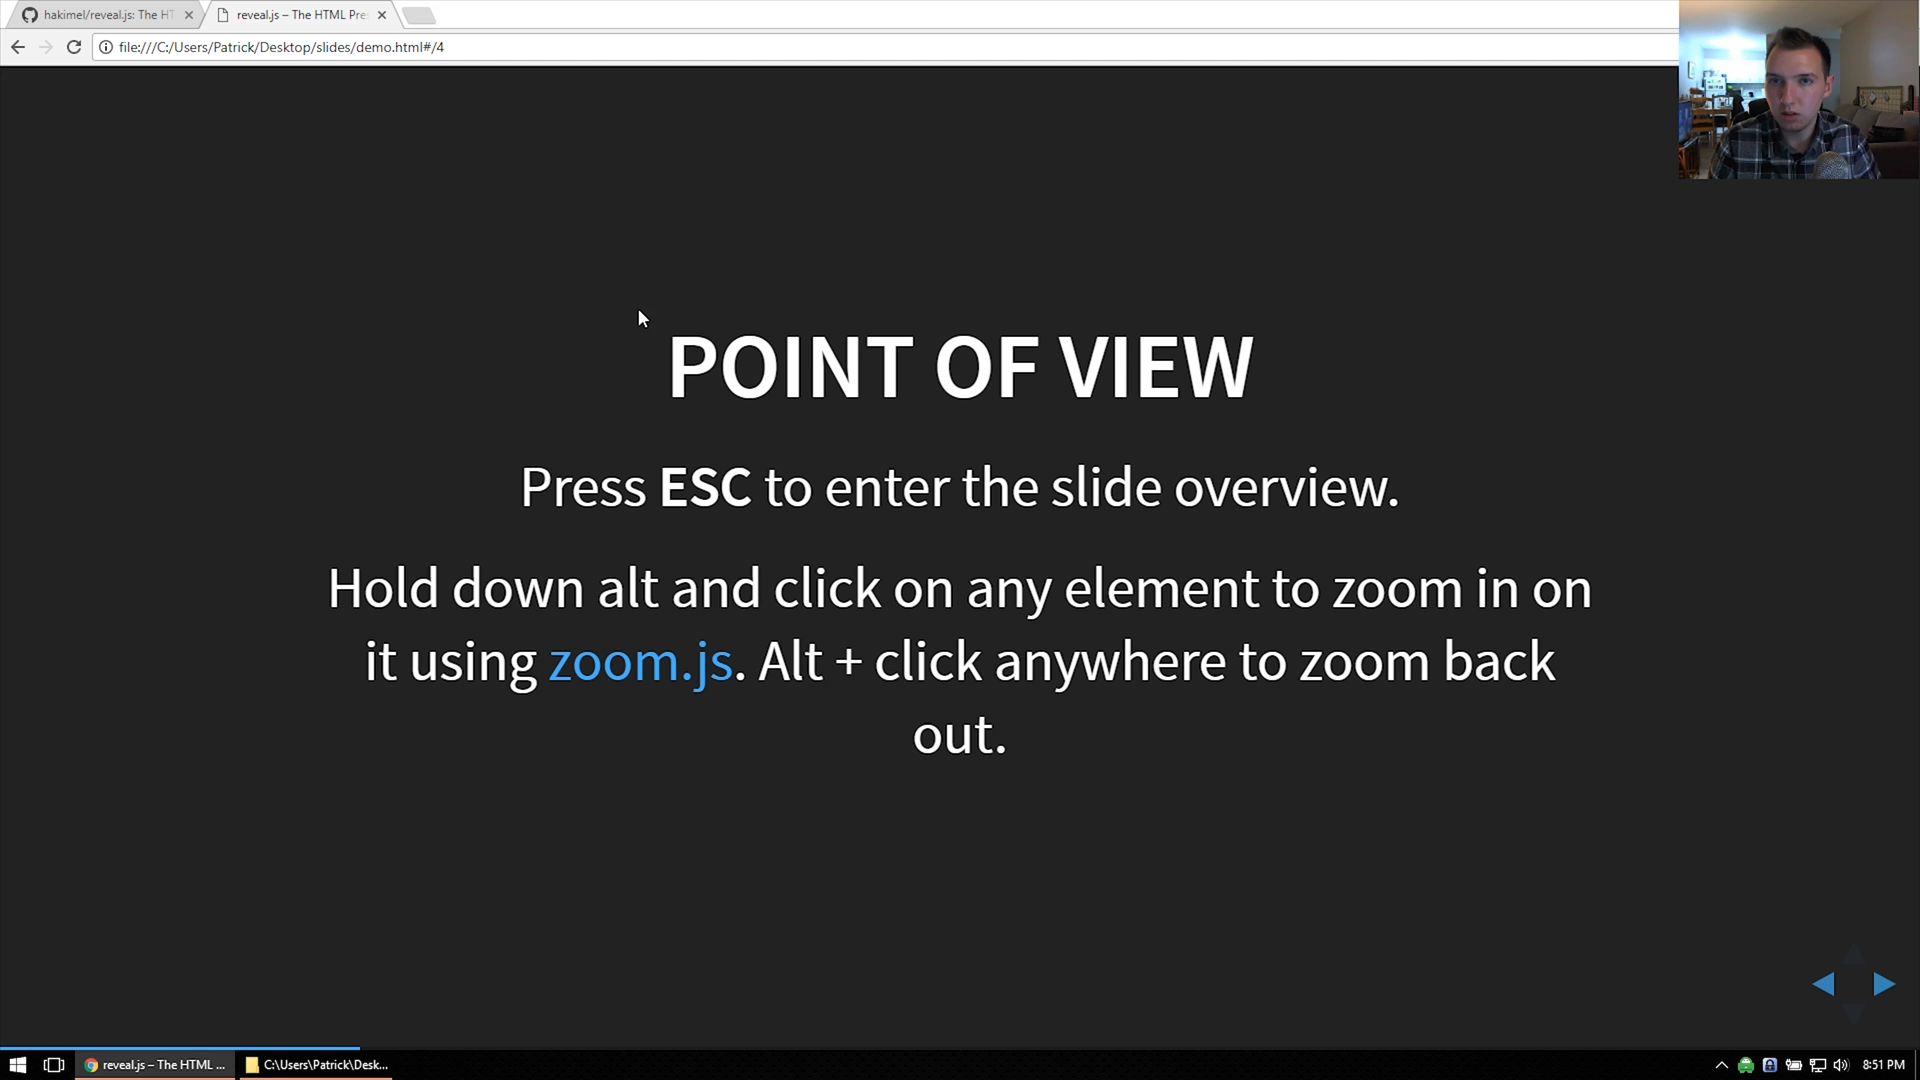 hakimel/reveal.js: The HT
reveal.js – The HTML Pre
file:///C:/Users/Patrick/Desktop/slides/demo.html#/4
POINT OF VIEW
Press ESC to enter the slide overview.
Hold down alt and click on any element to zoom in on
it using zoom.js. Alt + click anywhere to zoom back
out.
reveal.js – The HTML ...
C:\Users\Patrick\Desk...
8:51 PM